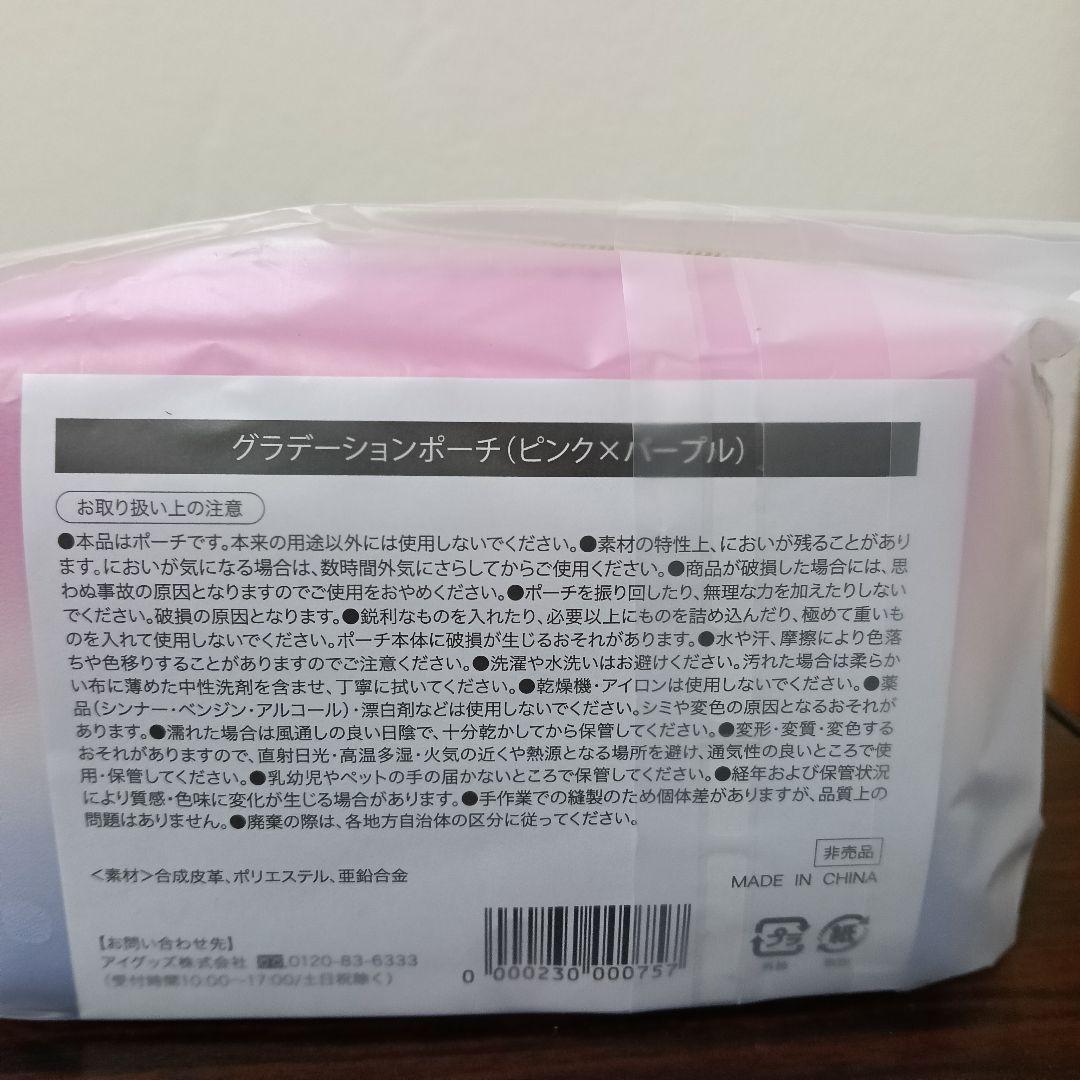 グラデーションポーチ(ピンク×パープル)
お取り扱い上の注意
●本品はポーチです。本来の用途以外には使用しないでください。●素材の特性上、においが残ることがあり
ます。においが気になる場合は、数時間外気にさらしてからご使用ください。●商品が破損した場合には、思
わぬ事故の原因となりますのでご使用をおやめください。●ポーチを振り回したり、無理な力を加えたりしない
でください。破損の原因となります。●鋭利なものを入れたり、必要以上にものを詰め込んだり、極めて重いも
のを入れて使用しないでください。ポーチ本体に破損が生じるおそれがあります。●水や汗、摩擦により色落
ちや色移りすることがありますのでご注意ください。●洗濯や水洗いはお避けください。汚れた場合は柔らか
い布に薄めた中性洗剤を含ませ、丁寧に拭いてください。●乾燥機・アイロンは使用しないでください。●薬
品(シンナー・ベンジン・アルコール)・漂白剤などは使用しないでください。シミや変色の原因となるおそれが
あります。●濡れた場合は風通しの良い日陰で、十分乾かしてから保管してください。●変形・変質・変色する
おそれがありますので、直射日光・高温多湿・火気の近くや熱源となる場所を避け、通気性の良いところで使
用・保管してください。●乳幼児やペットの手の届かないところで保管してください。●経年および保管状況
により質感・色味に変化が生じる場合があります。●手作業での縫製のため個体差がありますが、品質上の
問題はありません。●廃棄の際は、各地方自治体の区分に従ってください。
非売品
<素材>合成皮革、ポリエステル、亜鉛合金
MADE IN CHINA
【お問い合わせ先】
アイグッズ株式会社 0120-83-6333
(受付時間10:00〜17:00/土日祝除く)
0 000230 000757
プラ
紙